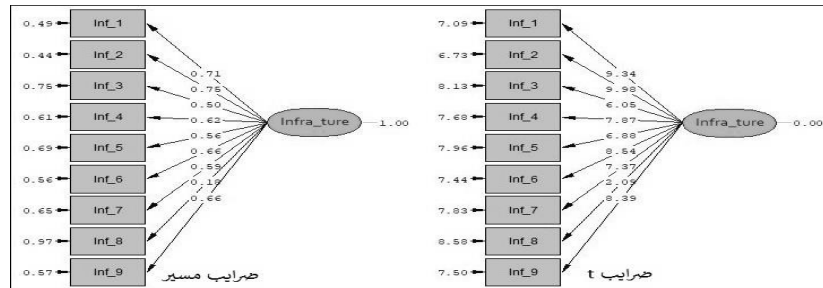 0.49 Inf_1
0.44 Inf_2
0.75 Inf_3
0.61 Inf_4
0.69 Inf_5
0.56 Inf_6
0.65 Inf_7
0.97 Inf_8
0.57 Inf_9
0.71
0.75
0.50
0.62
0.56
0.66
0.59
0.18
0.66
Infra_ture 1.00
ضرایب مسیر
7.09 Inf_1
6.73 Inf_2
8.13 Inf_3
7.68 Inf_4
7.96 Inf_5
7.44 Inf_6
7.83 Inf_7
8.58 Inf_8
7.50 Inf_9
9.34
9.98
6.05
7.87
6.88
8.54
7.37
2.09
8.39
Infra_ture 0.00
ضرایب t